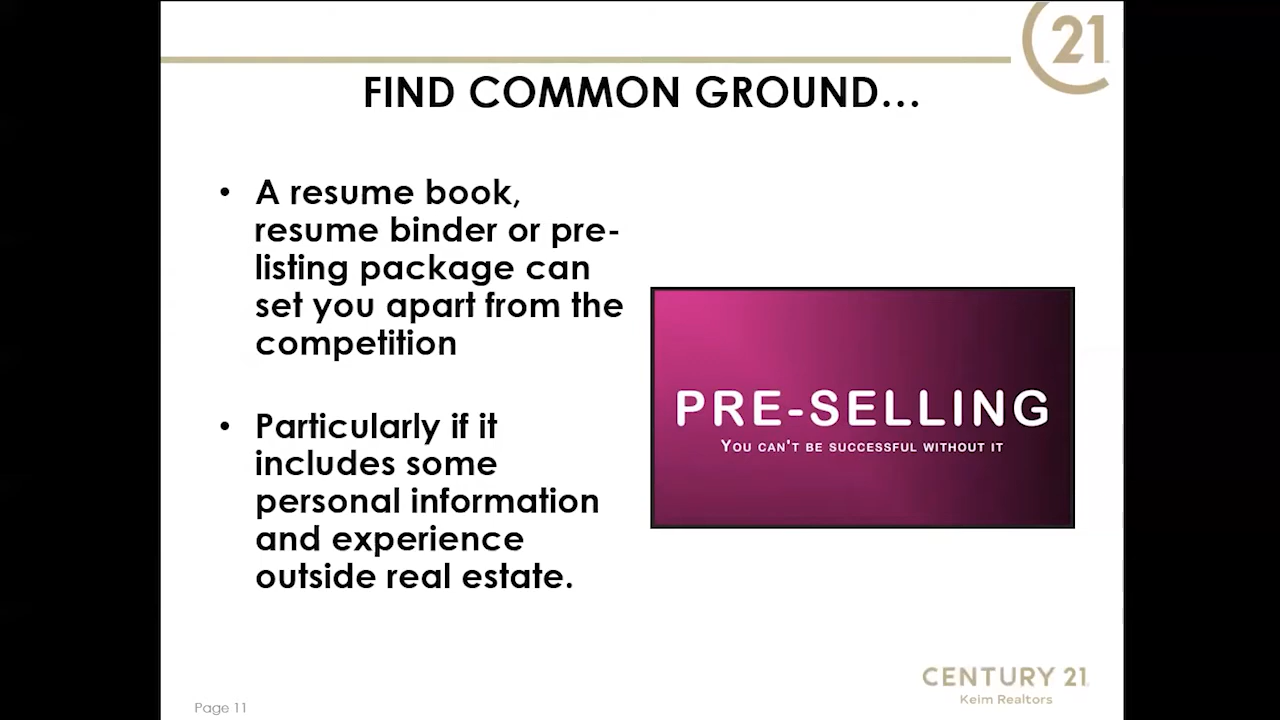 21
FIND COMMON GROUND...
• A resume book,
resume binder or pre-
listing package can
set you apart from the
competition
• Particularly if it
includes some
personal information
and experience
outside real estate.
PRE-SELLING
YOU CAN'T BE SUCCESSFUL WITHOUT IT
CENTURY 21
Keim Realtors
Page 11